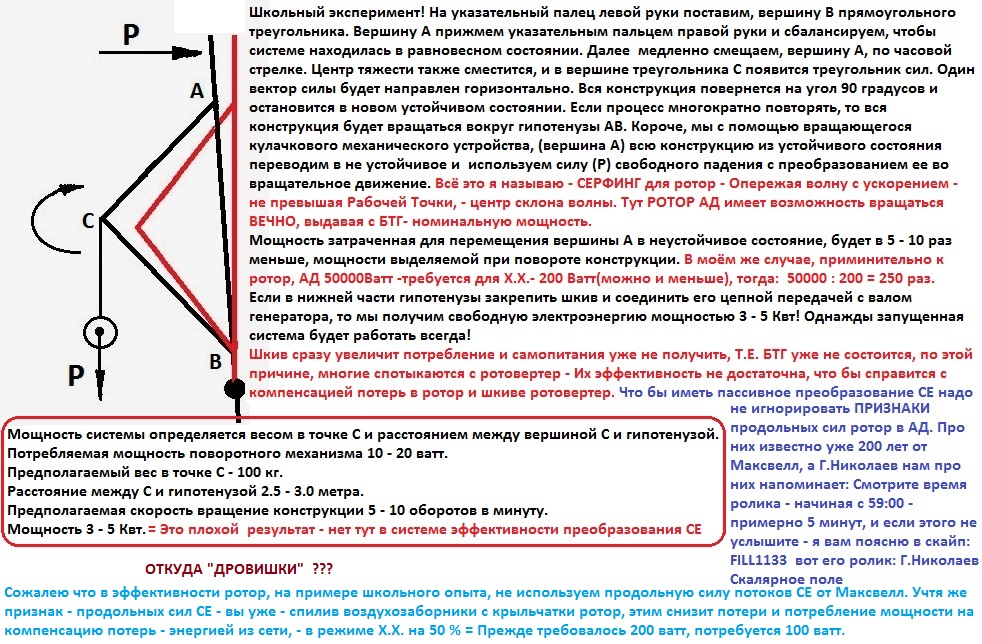 P
A
C
B
P
Школьный эксперимент! На указательный палец левой руки поставим, вершину В прямоугольного
треугольника. Вершину А прижмем указательным пальцем правой руки и сбалансируем, чтобы
системе находилась в равновесном состоянии. Далее медленно смещаем, вершину А, по часовой
стрелке. Центр тяжести также сместится, и в вершине треугольника С появится треугольник сил. Один
вектор силы будет направлен горизонтально. Вся конструкция повернется на угол 90 градусов и
остановится в новом устойчивом состоянии. Если процесс многократно повторять, то вся
конструкция будет вращаться вокруг гипотенузы АВ. Короче, мы с помощью вращающегося
кулачкового механического устройства, (вершина А) всю конструкцию из устойчивого состояния
переводим в не устойчивое и используем силу (Р) свободного падения с преобразованием ее во
вращательное движение. Всё это я называю - СЕРФИНГ для ротор - Опережая волну с ускорением -
не превышая Рабочей Точки, - центр склона волны. Тут РОТОР АД имеет возможность вращаться
ВЕЧНО, выдавая с БТГ- номинальную мощность.
Мощность затраченная для перемещения вершины А в неустойчивое состояние, будет в 5 - 10 раз
меньше, мощности выделяемой при повороте конструкции. В моём же случае, приминительно к
ротор, АД 50000Ватт -требуется для Х.Х.- 200 Ватт(можно и меньше), тогда: 50000 : 200 = 250 раз.
Если в нижней части гипотенузы закрепить шкив и соединить его цепной передачей с валом
генератора, то мы получим свободную электроэнергию мощностью 3 - 5 Квт! Однажды запущенная
система будет работать всегда!
Шкив сразу увеличит потребление и самопитания уже не получить, Т.Е. БТГ уже не состоится, по этой
причине, многие спотыкаются с ротовертер - Их эффективность не достаточна, что бы справится с
компенсацией потерь в ротор и шкиве ротовертер. Что бы иметь пассивное преобразование СЕ надо
не игнорировать ПРИЗНАКИ
продольных сил ротор в АД. Про
них известно уже 200 лет от
Максвелл, а Г.Николаев нам про
них напоминает: Смотрите время
ролика - начиная с 59:00 -
примерно 5 минут, и если этого не
услышите - я вам поясню в скайп:
FILL1133 вот его ролик: Г.Николаев
Скалярное поле
Мощность системы определяется весом в точке С и расстоянием между вершиной С и гипотенузой.
Потребляемая мощность поворотного механизма 10 - 20 ватт.
Предполагаемый вес в точке С - 100 кг.
Расстояние между С и гипотенузой 2.5 - 3.0 метра.
Предполагаемая скорость вращение конструкции 5 - 10 оборотов в минуту.
Мощность 3 - 5 Квт. = Это плохой результат - нет тут в системе эффективности преобразования СЕ
ОТКУДА "ДРОВИШКИ" ???
Сожалею что в эффективности ротор, на примере школьного опыта, не используем продольную силу потоков СЕ от Максвелл. Учтя же
признак - продольных сил СЕ - вы уже - спилив воздухозаборники с крыльчатки ротор, этим снизит потери и потребление мощности на
компенсацию потерь - энергией из сети, - в режиме Х.Х. на 50 % = Прежде требовалось 200 ватт, потребуется 100 ватт.